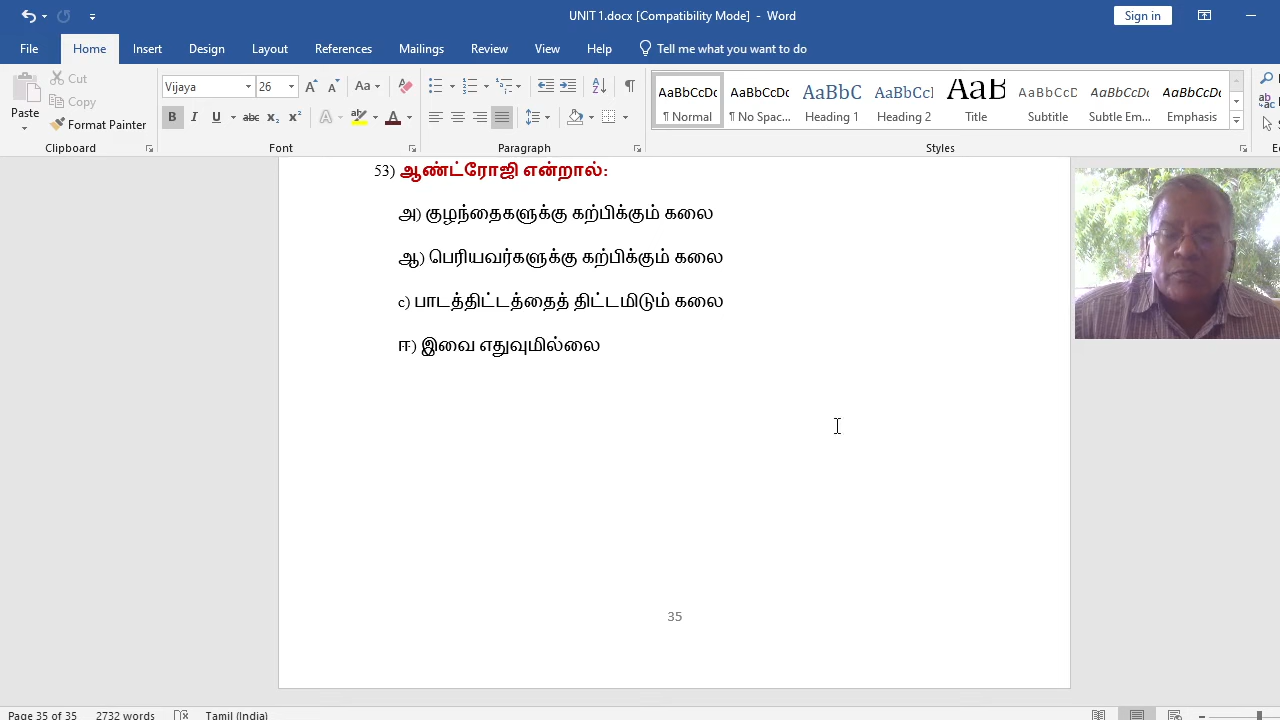 UNIT 1.docx [Compatibility Mode] - Word
Sign in
File Home Insert Design Layout References Mailings Review View Help Tell me what you want to do
Paste
Cut
Copy
Format Painter
Clipboard
Vijaya 26
Font
Paragraph
AaBbCcDc ¶ Normal
AaBbCcDc ¶ No Spac...
AaBbC Heading 1
AaBbCcl Heading 2
AaB Title
AaBbCcD Subtitle
AaBbCcDc Subtle Em...
AaBbCcDc Emphasis
Styles
53) ஆண்ட்ரோஜி என்றால்:
அ) குழந்தைகளுக்கு கற்பிக்கும் கலை
ஆ) பெரியவர்களுக்கு கற்பிக்கும் கலை
c) பாடத்திட்டத்தைத் திட்டமிடும் கலை
ஈ) இவை எதுவுமில்லை
35
Page 35 of 35 2732 words Tamil (India)